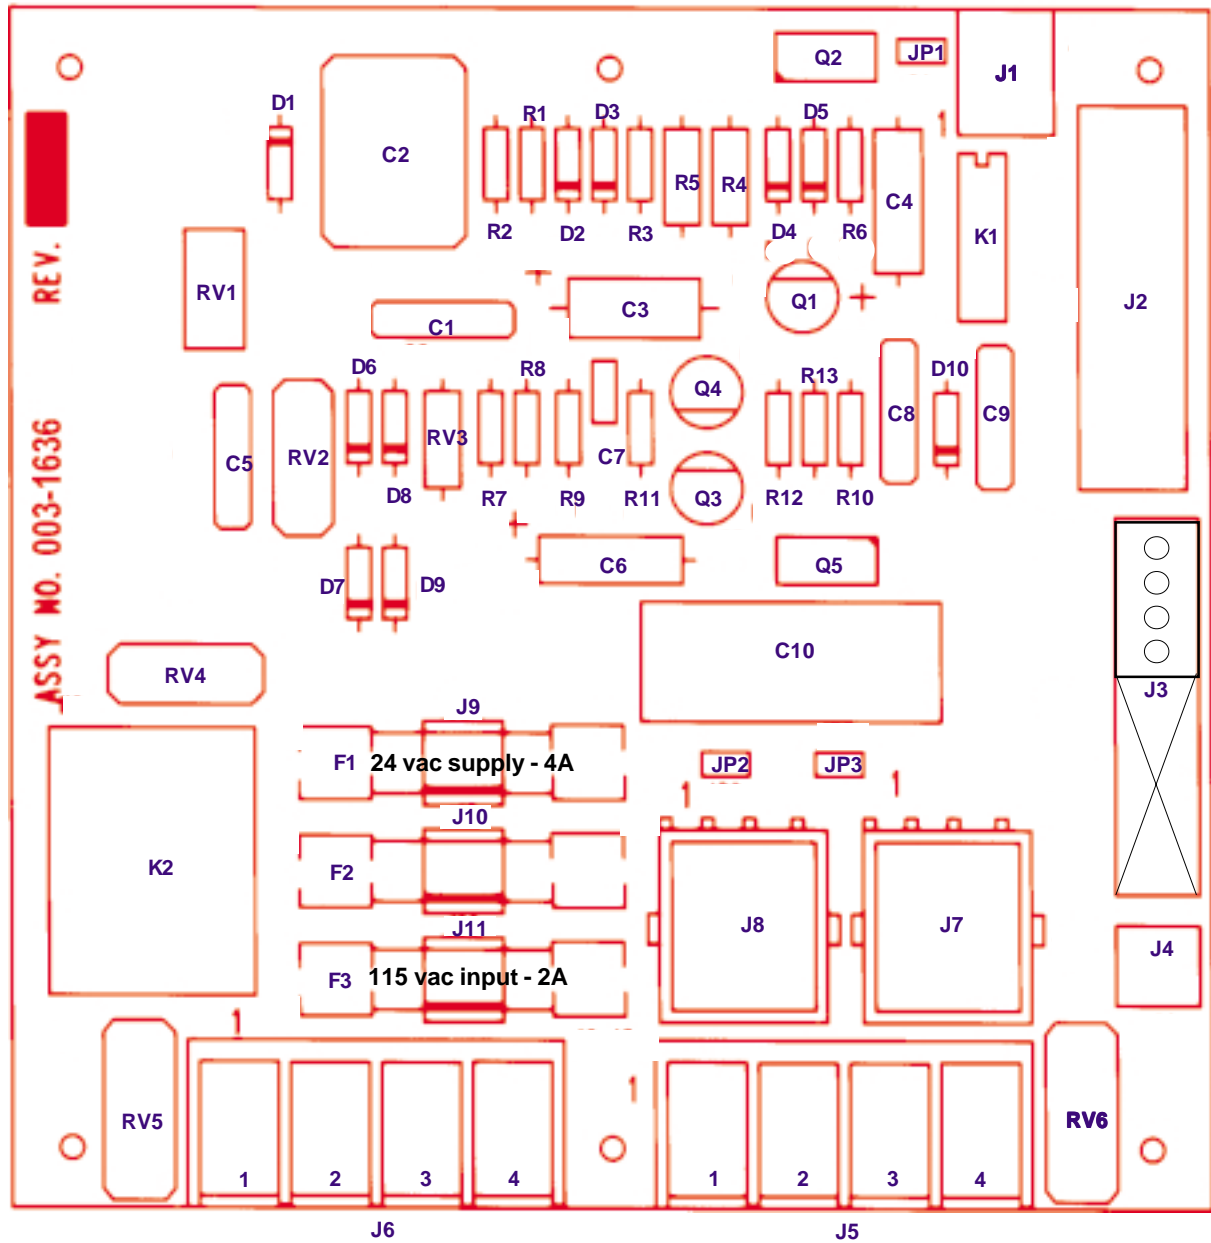 Q2
JP1
J1
D1
R1
D3
D5
1
C2
R5
R4
C4
R2
D2
R3
D4
R6
K1
REV.
RV1
C1
C3
Q1
J2
D6
R8
Q4
R13
D10
C8
C9
C5
RV2
RV3
C7
D8
R7
R9
R11
Q3
R12
R10
ASSY NO. 003-1636
D7
D9
C6
Q5
C10
RV4
J3
J9
F1
24 vac supply - 4A
JP2
JP3
1
1
J10
K2
F2
J8
J7
J11
J4
F3
115 vac input - 2A
1
1
RV5
RV6
1
2
3
4
1
2
3
4
J6
J5